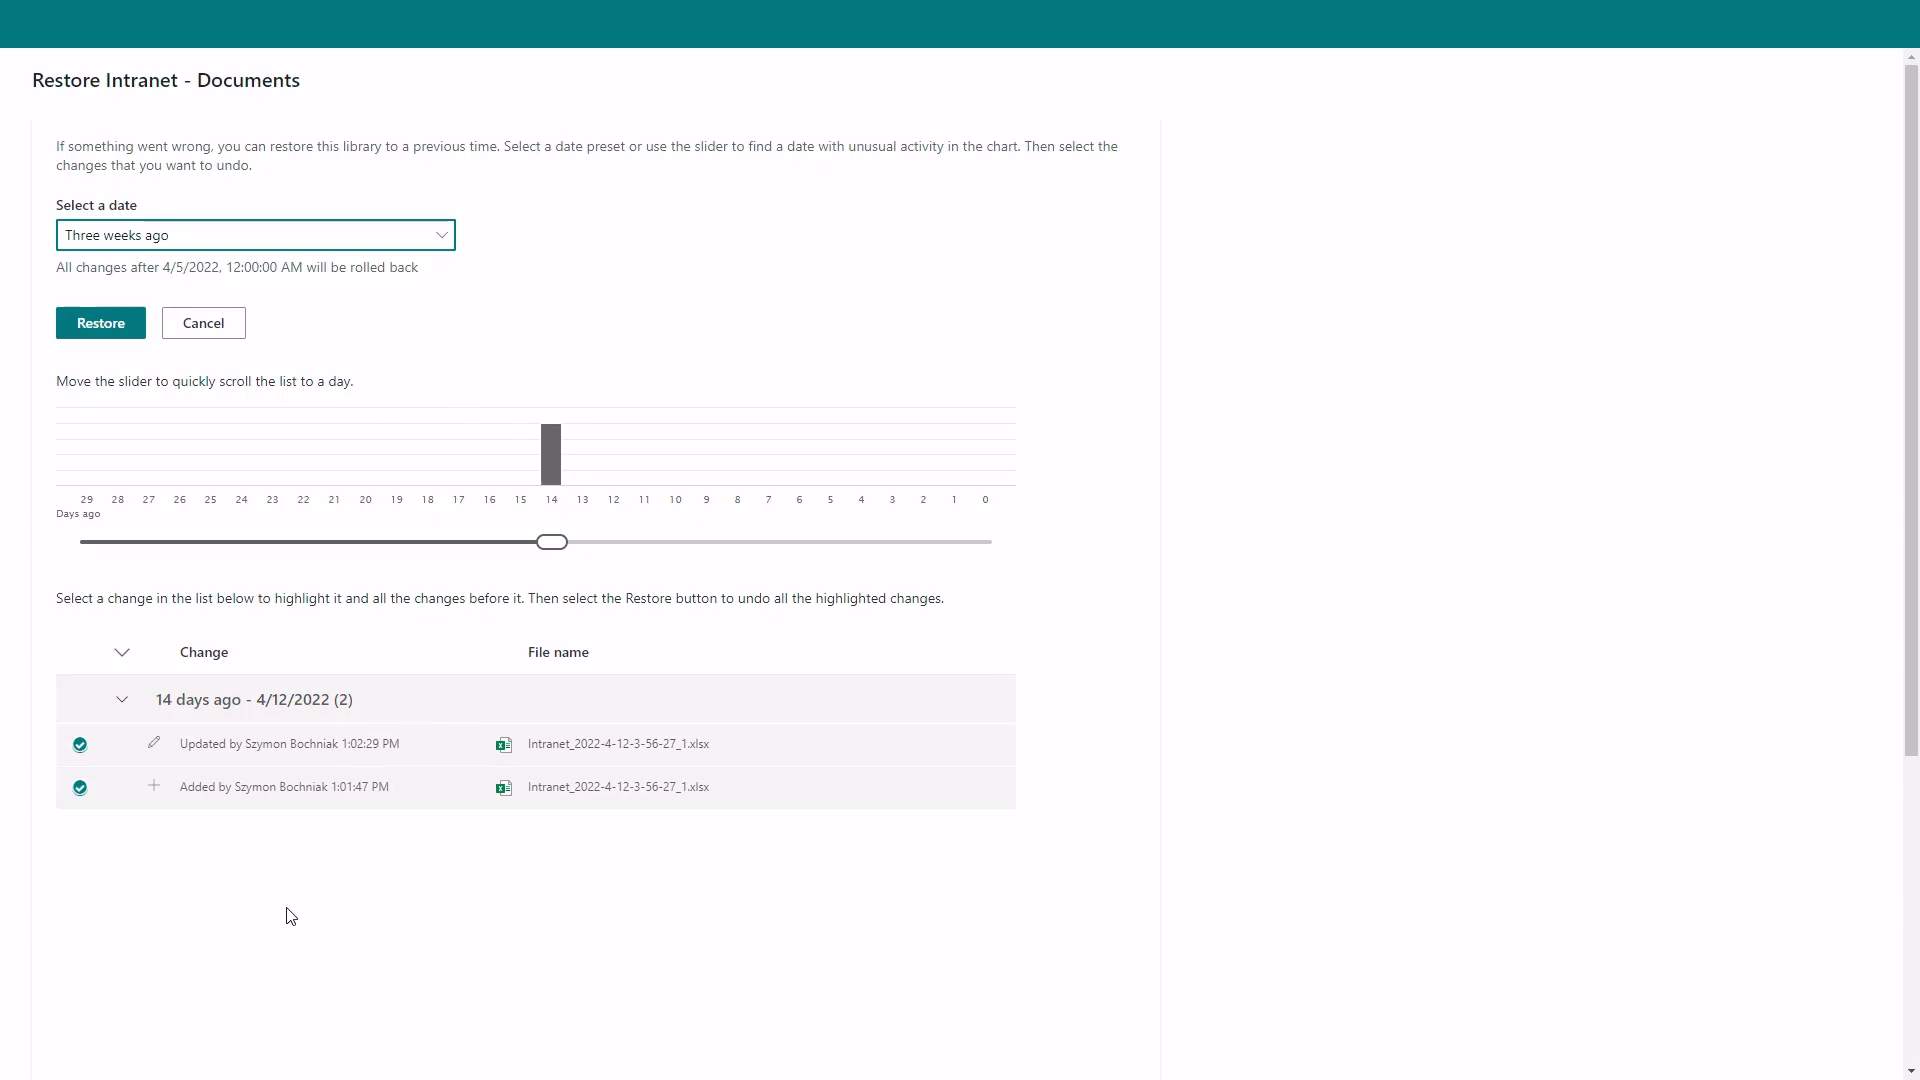 Restore Intranet - Documents
If something went wrong, you can restore this library to a previous time. Select a date preset or use the slider to find a date with unusual activity in the chart. Then select the
changes that you want to undo.
Select a date
Three weeks ago
All changes after 4/5/2022, 12:00:00 AM will be rolled back
Restore Cancel
Move the slider to quickly scroll the list to a day.
29 28 27 26 25 24 23 22 21 20 19 18 17 16 15 14 13 12 11 10 9 8 7 6 5 4 3 2 1 0
Days ago
Select a change in the list below to highlight it and all the changes before it. Then select the Restore button to undo all the highlighted changes.
Change File name
14 days ago - 4/12/2022 (2)
Updated by Szymon Bochniak 1:02:29 PM Intranet_2022-4-12-3-56-27_1.xlsx
Added by Szymon Bochniak 1:01:47 PM Intranet_2022-4-12-3-56-27_1.xlsx